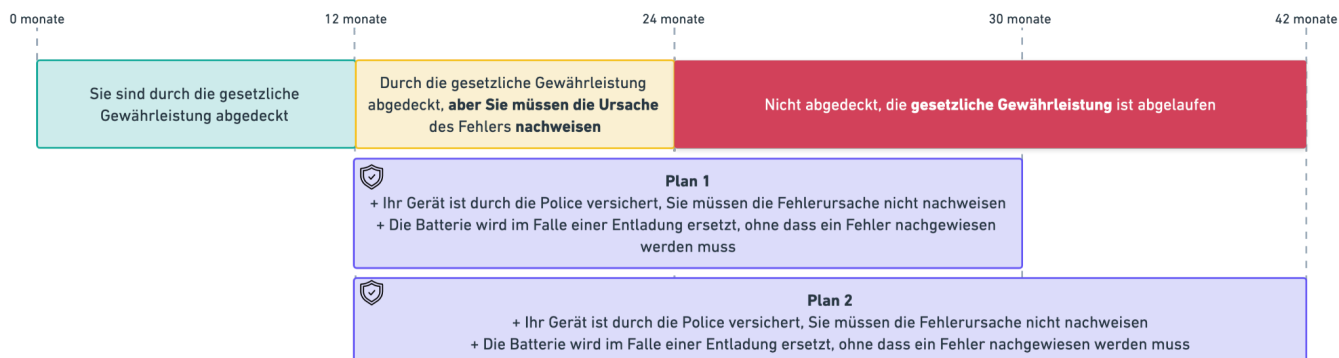 0 monate
12 monate
24 monate
30 monate
42 monate
Sie sind durch die gesetzliche
Gewährleistung abgedeckt
Durch die gesetzliche Gewährleistung
abgedeckt, aber Sie müssen die Ursache
des Fehlers nachweisen
Nicht abgedeckt, die gesetzliche Gewährleistung ist abgelaufen
Plan 1
+ Ihr Gerät ist durch die Police versichert, Sie müssen die Fehlerursache nicht nachweisen
+ Die Batterie wird im Falle einer Entladung ersetzt, ohne dass ein Fehler nachgewiesen
werden muss
Plan 2
+ Ihr Gerät ist durch die Police versichert, Sie müssen die Fehlerursache nicht nachweisen
+ Die Batterie wird im Falle einer Entladung ersetzt, ohne dass ein Fehler nachgewiesen werden muss